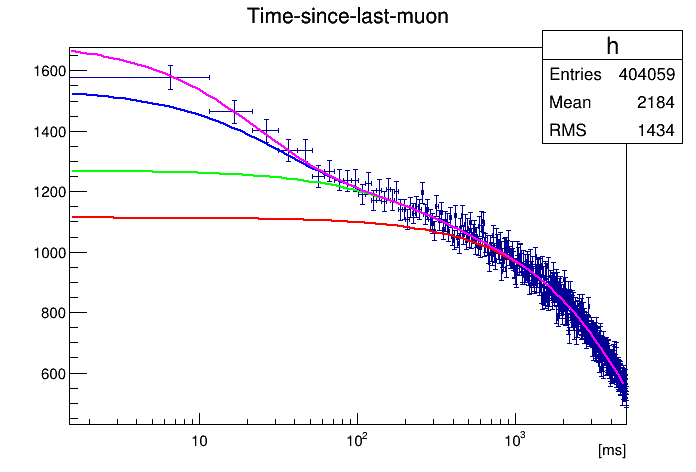 Time-since-last-muon
h
Entries 404059
Mean 2184
RMS 1434
1600
1400
1200
1000
800
600
10
10²
10³
[ms]